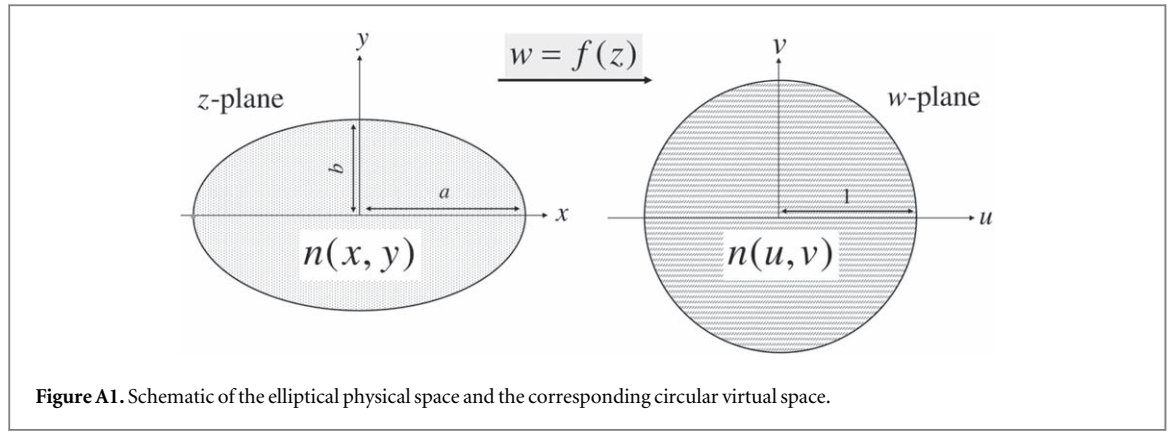 y
w = f(z)
v
z-plane
w-plane
b
a
1
x
u
n(x, y)
n(u, v)
Figure A1. Schematic of the elliptical physical space and the corresponding circular virtual space.